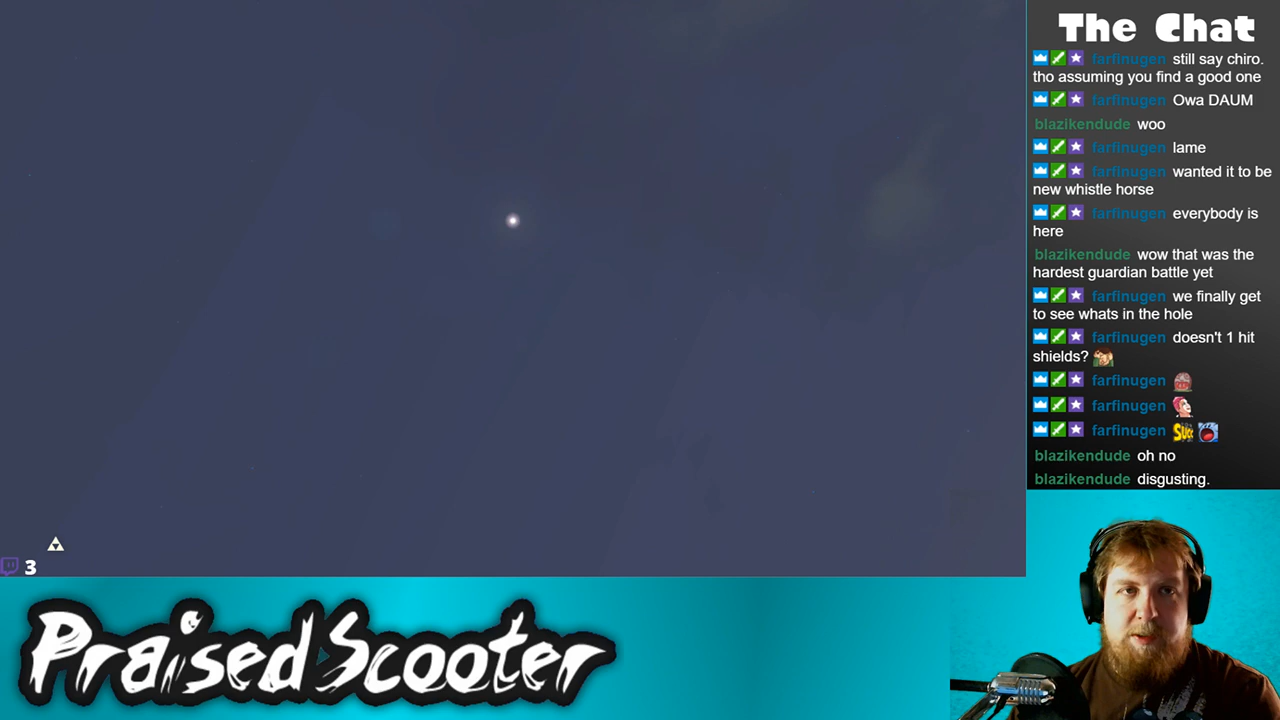 The Chat
farfinugen still say chiro.
tho assuming you find a good one
farfinugen Owa DAUM
blazikendude woo
farfinugen lame
farfinugen wanted it to be
new whistle horse
farfinugen everybody is
here
blazikendude wow that was the
hardest guardian battle yet
farfinugen we finally get
to see whats in the hole
farfinugen doesn't 1 hit
shields?
farfinugen
farfinugen
farfinugen
blazikendude oh no
blazikendude disgusting.
3
PraisedScooter